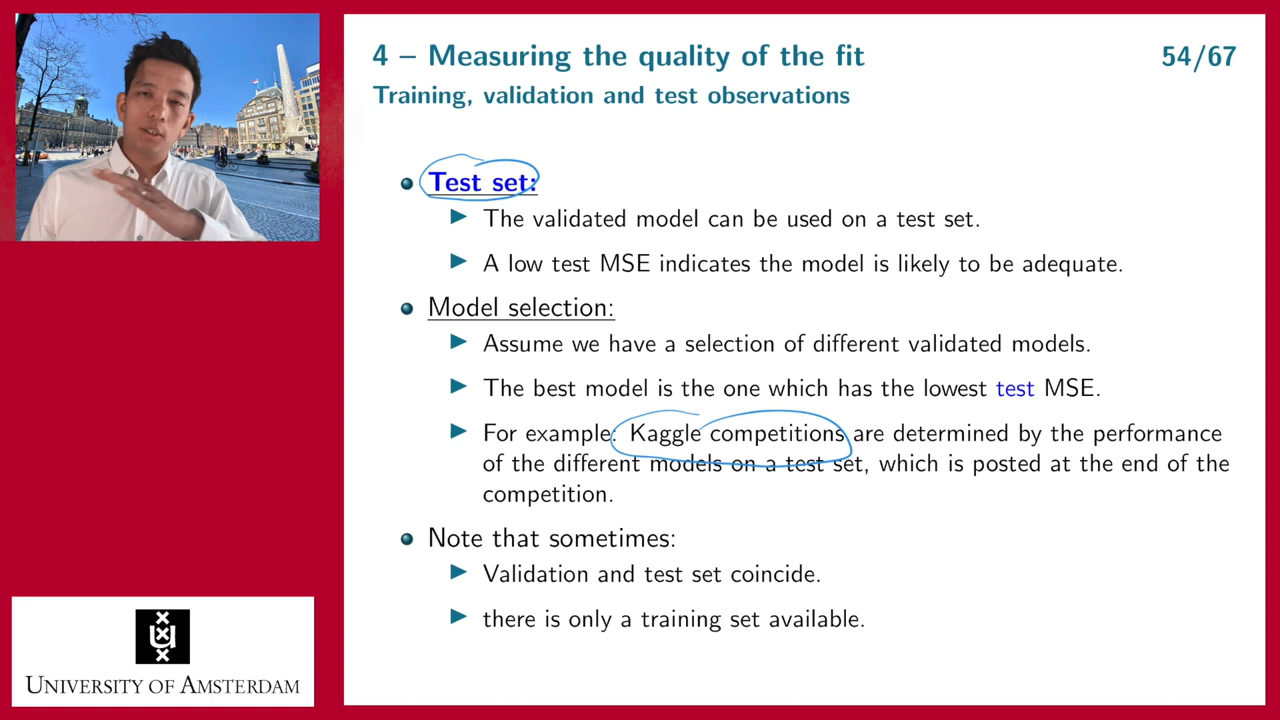 4 – Measuring the quality of the fit 54/67
Training, validation and test observations
Test set:
The validated model can be used on a test set.
A low test MSE indicates the model is likely to be adequate.
Model selection:
Assume we have a selection of different validated models.
The best model is the one which has the lowest test MSE.
For example: Kaggle competitions are determined by the performance
of the different models on a test set, which is posted at the end of the
competition.
Note that sometimes:
Validation and test set coincide.
there is only a training set available.
UNIVERSITY OF AMSTERDAM